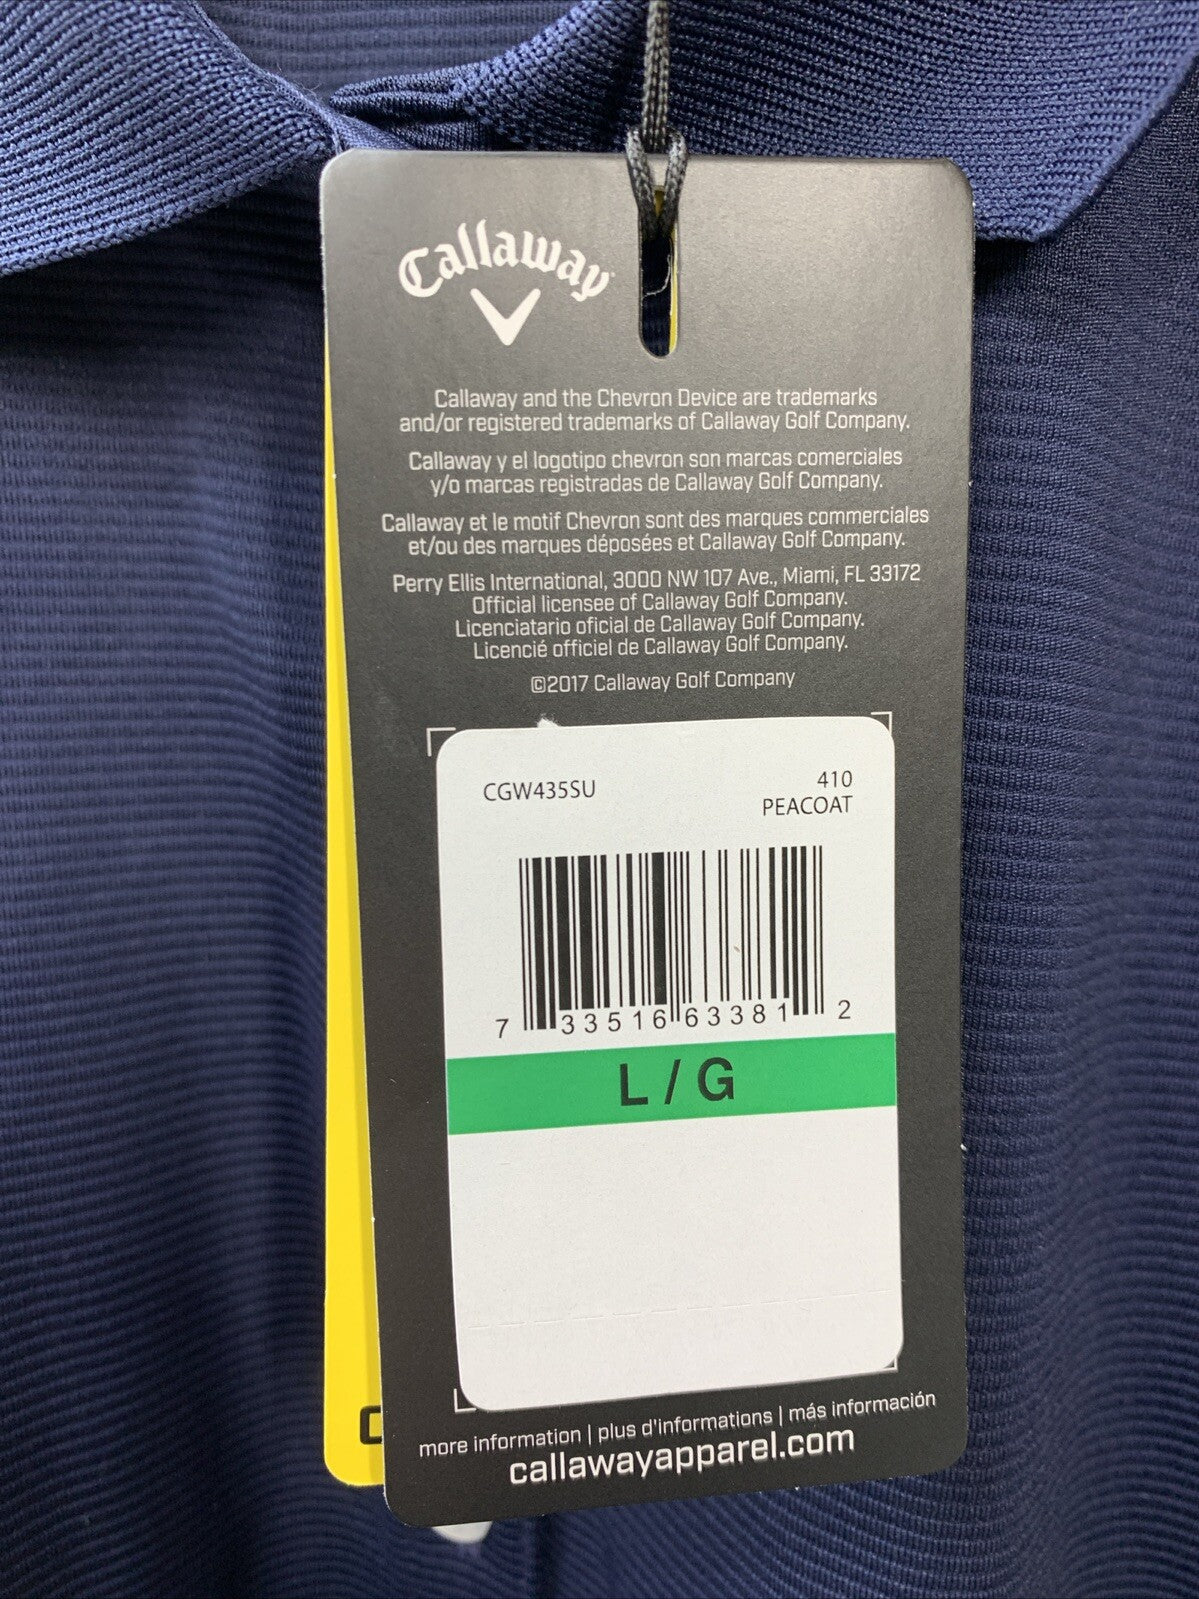 Callaway
Callaway and the Chevron Device are trademarks
and/or registered trademarks of Callaway Golf Company.
Callaway y el logotipo chevron son marcas comerciales
y/o marcas registradas de Callaway Golf Company.
Callaway et le motif Chevron sont des marques commerciales
et/ou des marques déposées et Callaway Golf Company.
Perry Ellis International, 3000 NW 107 Ave., Miami, FL 33172
Official licensee of Callaway Golf Company.
Licenciatario oficial de Callaway Golf Company.
Licencié officiel de Callaway Golf Company.
©2017 Callaway Golf Company
CGW435SU 410
PEACOAT
7 33516 63381 2
L / G
more information | plus d'informations | más información
callawayapparel.com